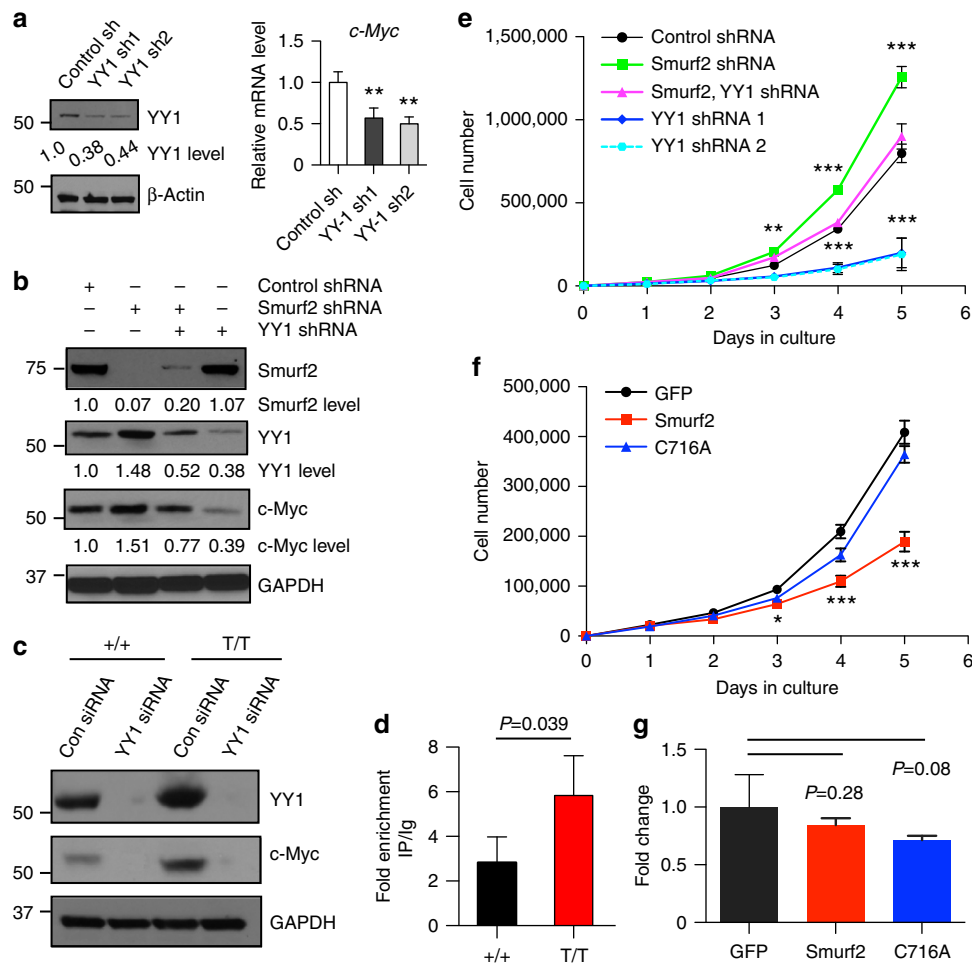 a
Control sh
YY1 sh1
YY1 sh2
50
YY1
1.0 0.38 0.44 YY1 level
50
β-Actin
c-Myc
Relative mRNA level
1.5
1.0
0.5
0
**
**
Control sh
YY-1 sh1
YY-1 sh2
b
+ – – – Control shRNA
– + + – Smurf2 shRNA
– – + + YY1 shRNA
75
Smurf2
1.0 0.07 0.20 1.07 Smurf2 level
50
YY1
1.0 1.48 0.52 0.38 YY1 level
50
c-Myc
1.0 1.51 0.77 0.39 c-Myc level
37
GAPDH
c
+/+ T/T
Con siRNA
YY1 siRNA
Con siRNA
YY1 siRNA
50
YY1
50
c-Myc
37
GAPDH
d
P=0.039
Fold enrichment
IP/Ig
8
6
4
2
0
+/+ T/T
e
Control shRNA
Smurf2 shRNA
Smurf2, YY1 shRNA
YY1 shRNA 1
YY1 shRNA 2
Cell number
1,500,000
1,000,000
500,000
0
**
***
***
***
***
0 1 2 3 4 5 6
Days in culture
f
GFP
Smurf2
C716A
Cell number
500,000
400,000
300,000
200,000
100,000
0
*
***
***
0 1 2 3 4 5 6
Days in culture
g
P=0.28
P=0.08
Fold change
1.5
1.0
0.5
0
GFP Smurf2 C716A